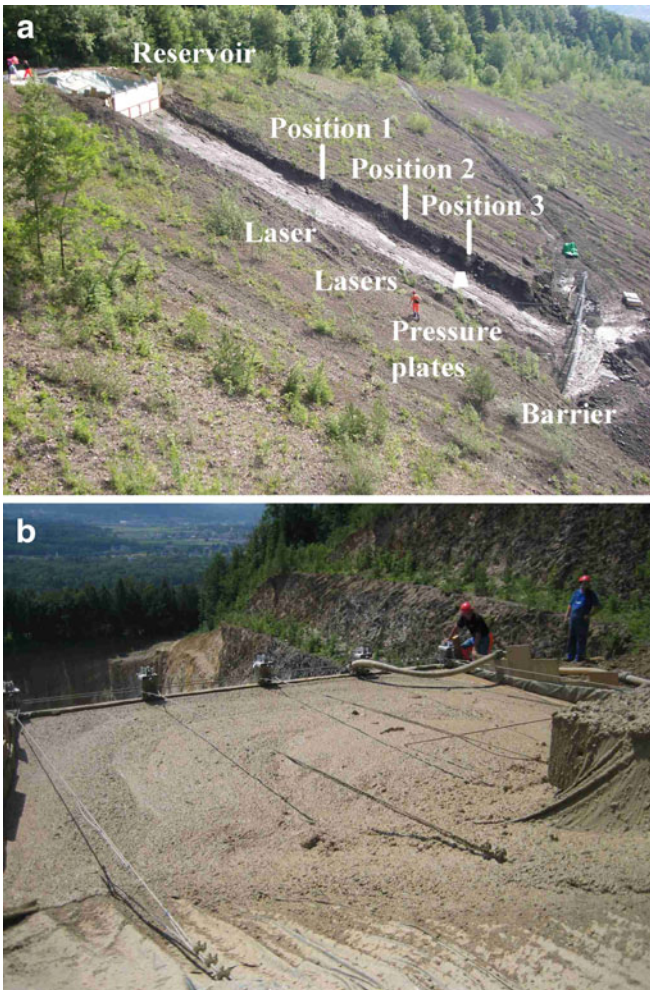 a
Reservoir
Position 1
Position 2
Position 3
Laser
Lasers
Pressure
plates
Barrier
b